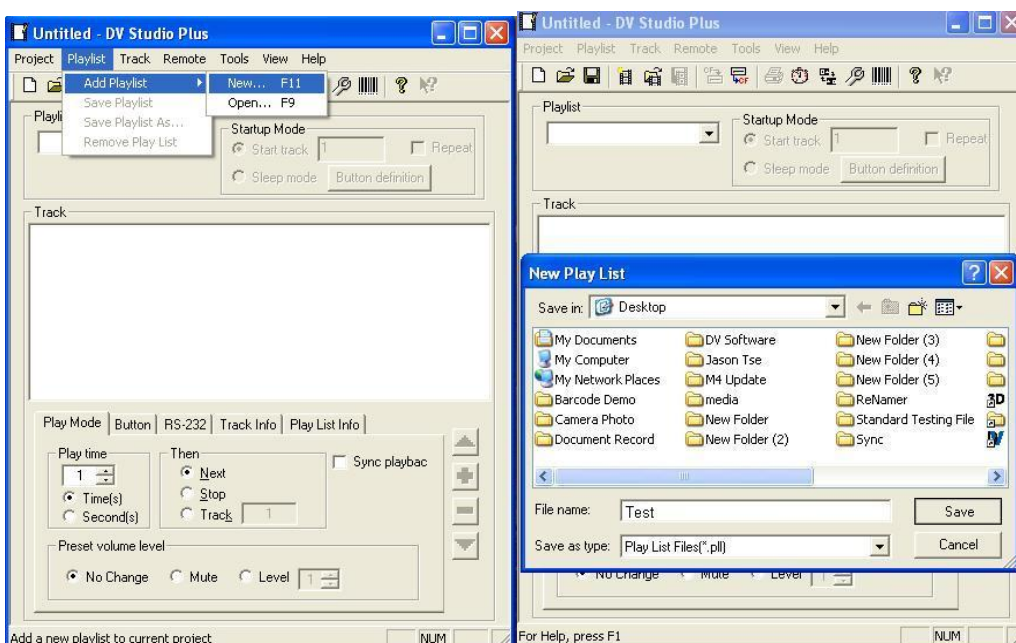 Untitled - DV Studio Plus
Project Playlist Track Remote Tools View Help
Add Playlist
New... F11
Save Playlist
Open... F9
Save Playlist As...
Remove Play List
Playli
Startup Mode
Start track 1 Repeat
Sleep mode Button definition
Track
Play Mode Button RS-232 Track Info Play List Info
Play time
1
Time(s)
Second(s)
Then
Next
Stop
Track 1
Sync playbac
Preset volume level
No Change Mute Level 1
Add a new playlist to current project NUM
Untitled - DV Studio Plus
Project Playlist Track Remote Tools View Help
Playlist
Startup Mode
Start track 1 Repeat
Sleep mode Button definition
Track
New Play List
Save in: Desktop
My Documents DV Software New Folder (3)
My Computer Jason Tse New Folder (4)
My Network Places M4 Update New Folder (5)
Barcode Demo media ReNamer 3D
Camera Photo New Folder Standard Testing File
Document Record New Folder (2) Sync
File name: Test Save
Save as type: Play List Files(*.pll) Cancel
No Change Mute Level 1
For Help, press F1 NUM